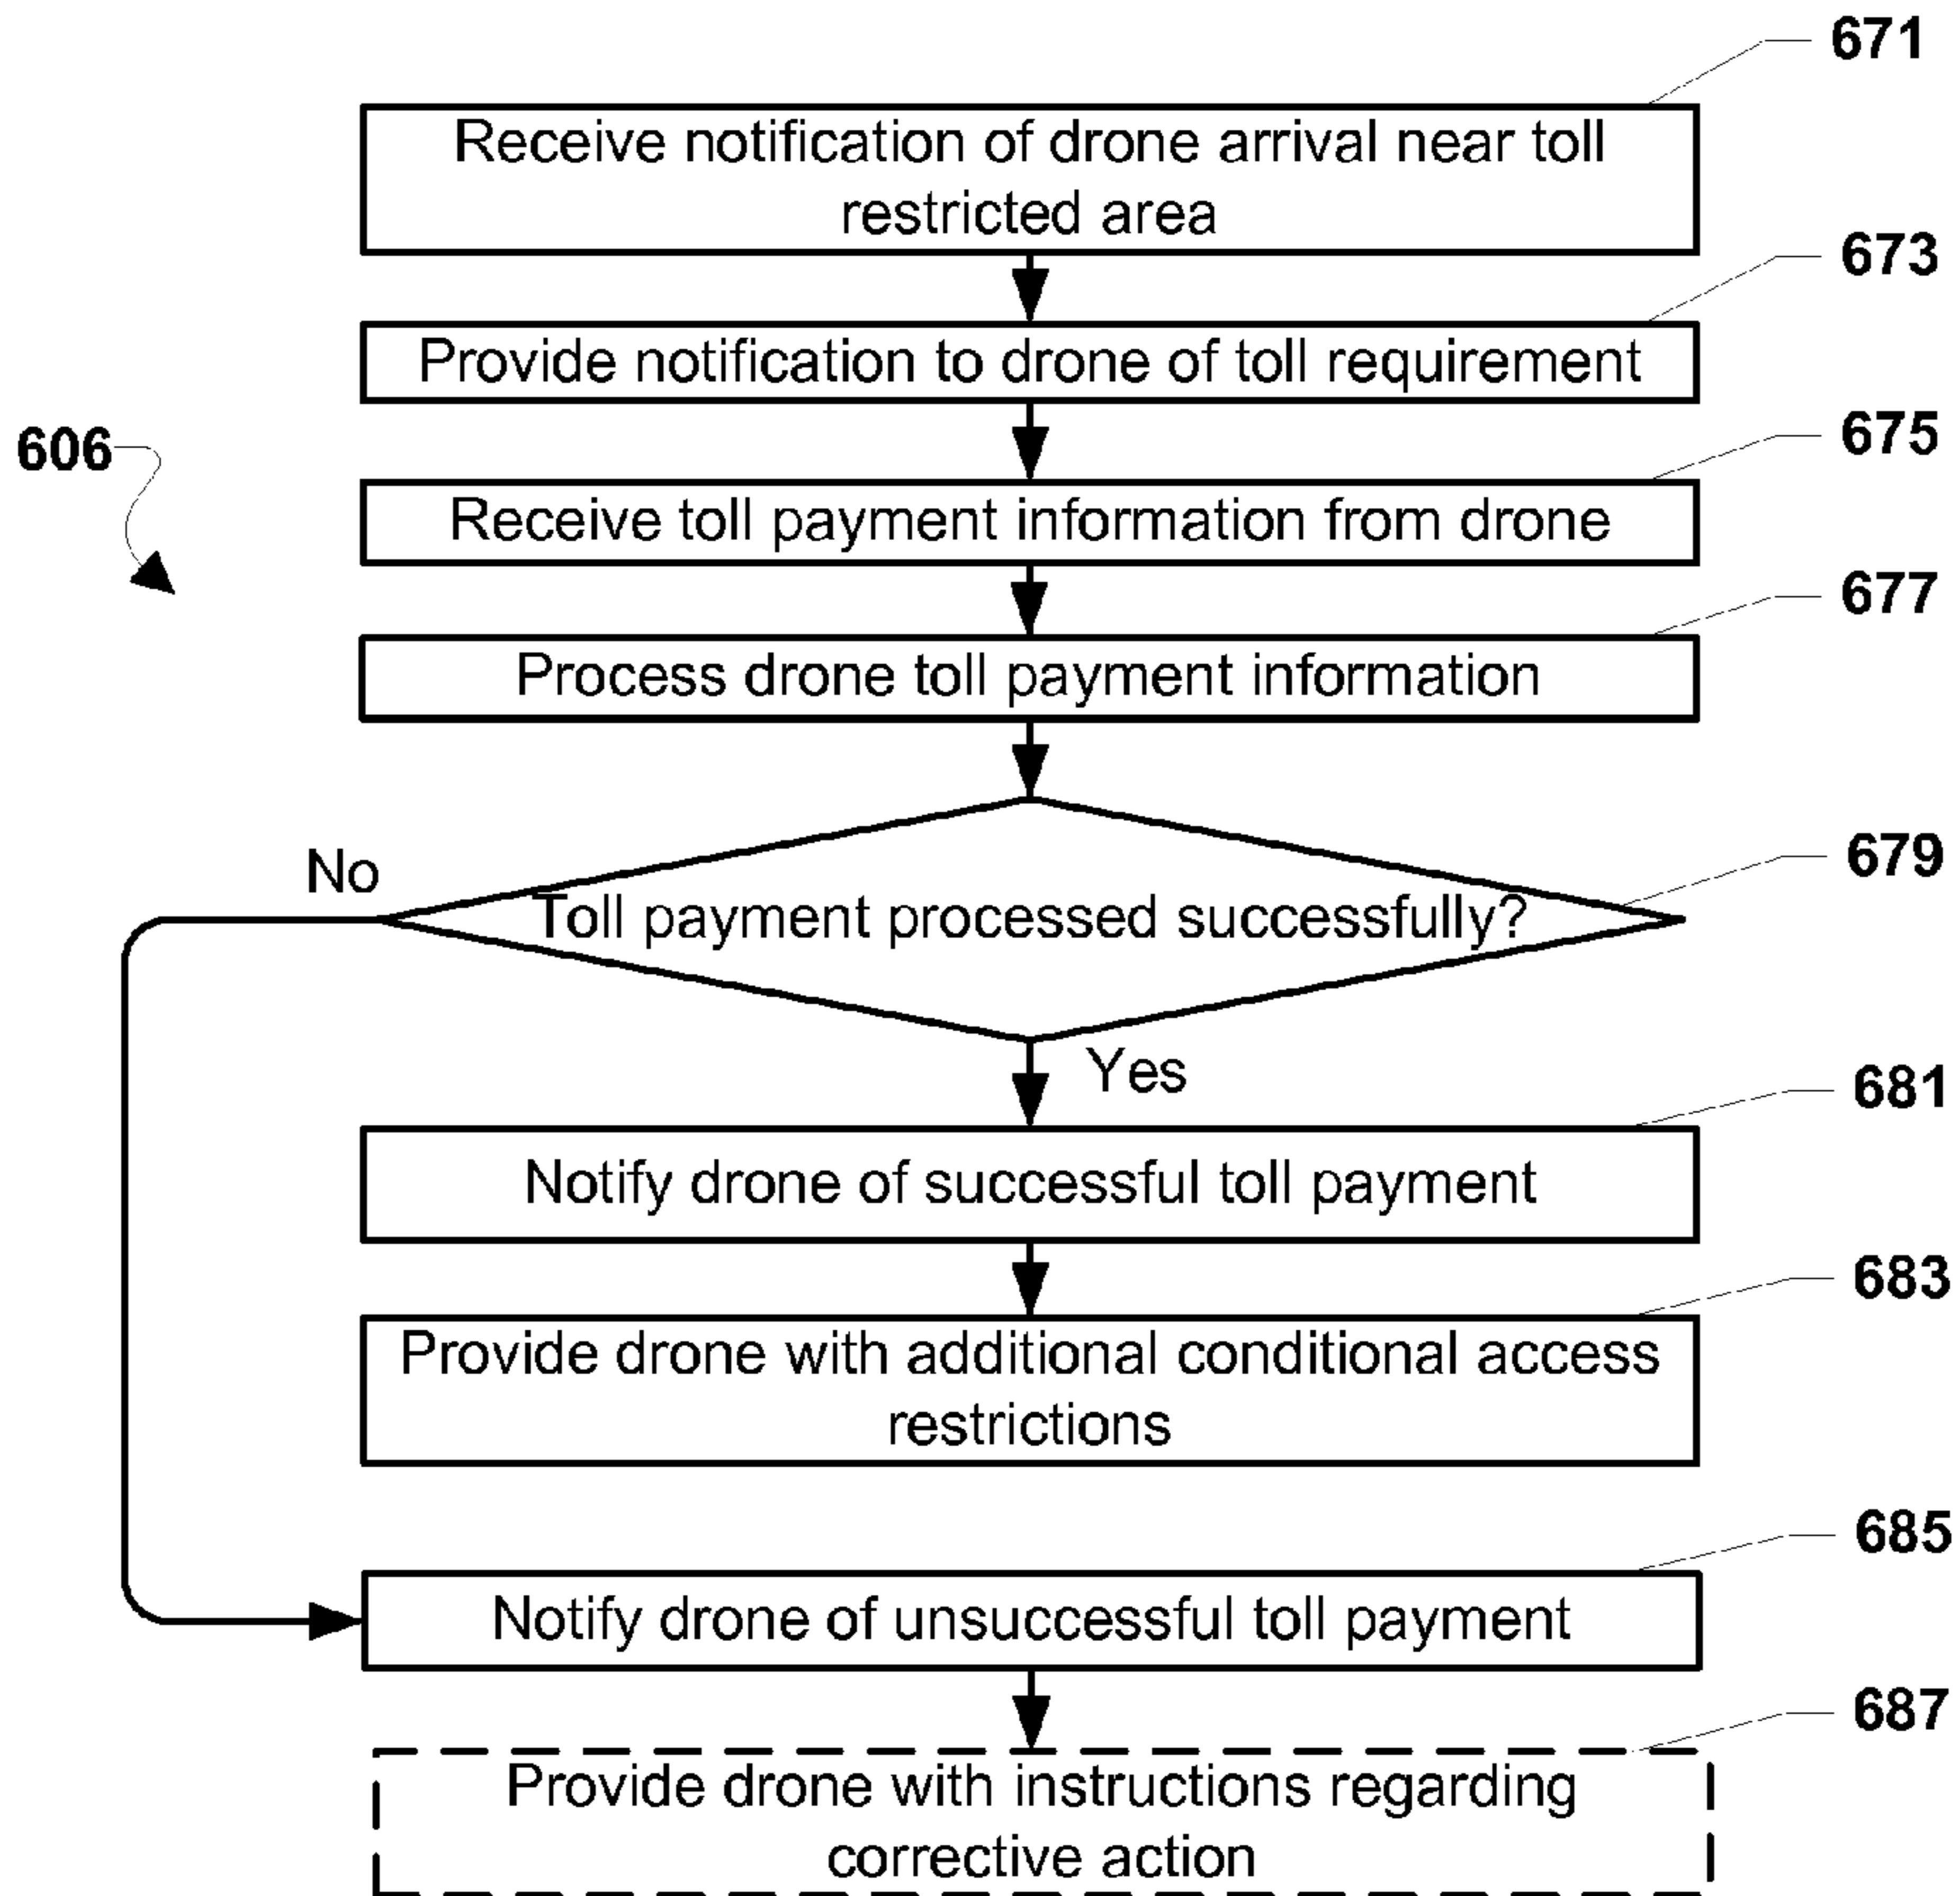 671
Receive notification of drone arrival near toll
restricted area
673
Provide notification to drone of toll requirement
675
606
Receive toll payment information from drone
677
Process drone toll payment information
679
No
Toll payment processed successfully?
Yes
681
Notify drone of successful toll payment
683
Provide drone with additional conditional access
restrictions
685
Notify drone of unsuccessful toll payment
687
Provide drone with instructions regarding
corrective action